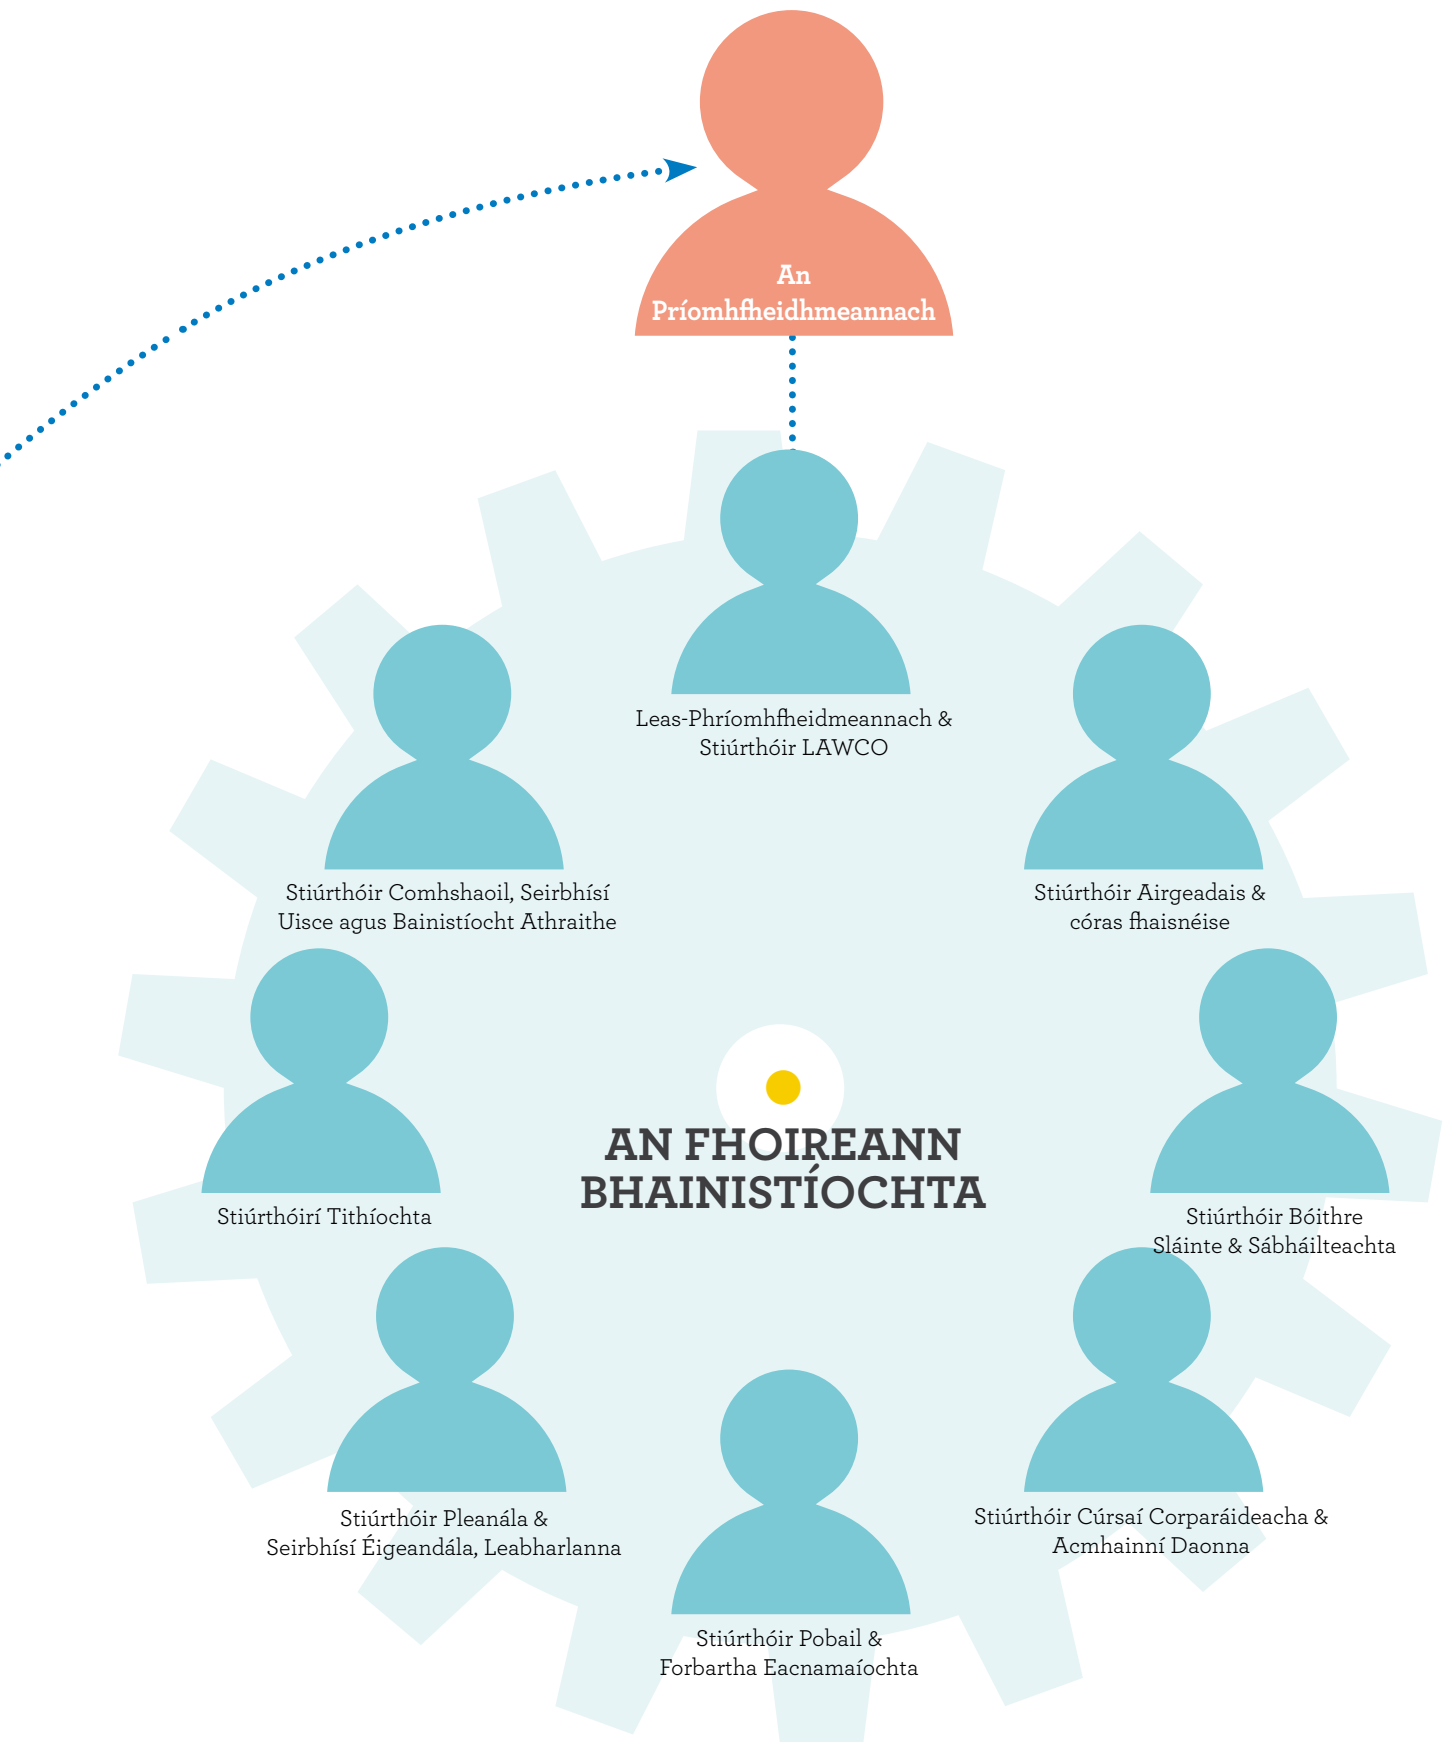 An
Príomhfheidhmeannach
Leas-Phríomhfheidmeannach &
Stiúrthóir LAWCO
Stiúrthóir Comhshaoil, Seirbhísí
Uisce agus Bainistíocht Athraithe
Stiúrthóir Airgeadais &
córas fhaisnéise
Stiúrthóirí Tithíochta
AN FHOIREANN
BHAINISTÍOCHTA
Stiúrthóir Bóithre
Sláinte & Sábháilteachta
Stiúrthóir Pleanála &
Seirbhísí Éigeandála, Leabharlanna
Stiúrthóir Cúrsaí Corparáideacha &
Acmhainní Daonna
Stiúrthóir Pobail &
Forbartha Eacnamaíochta